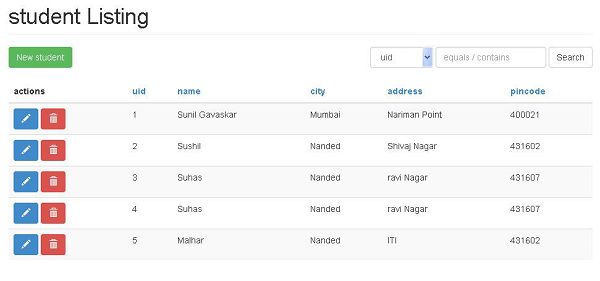 student Listing
New student uid equals / contains Search
actions uid name city address pincode
1 Sunil Gavaskar Mumbai Nariman Point 400021
2 Sushil Nanded Shivaj Nagar 431602
3 Suhas Nanded ravi Nagar 431607
4 Suhas Nanded ravi Nagar 431607
5 Malhar Nanded ITI 431602